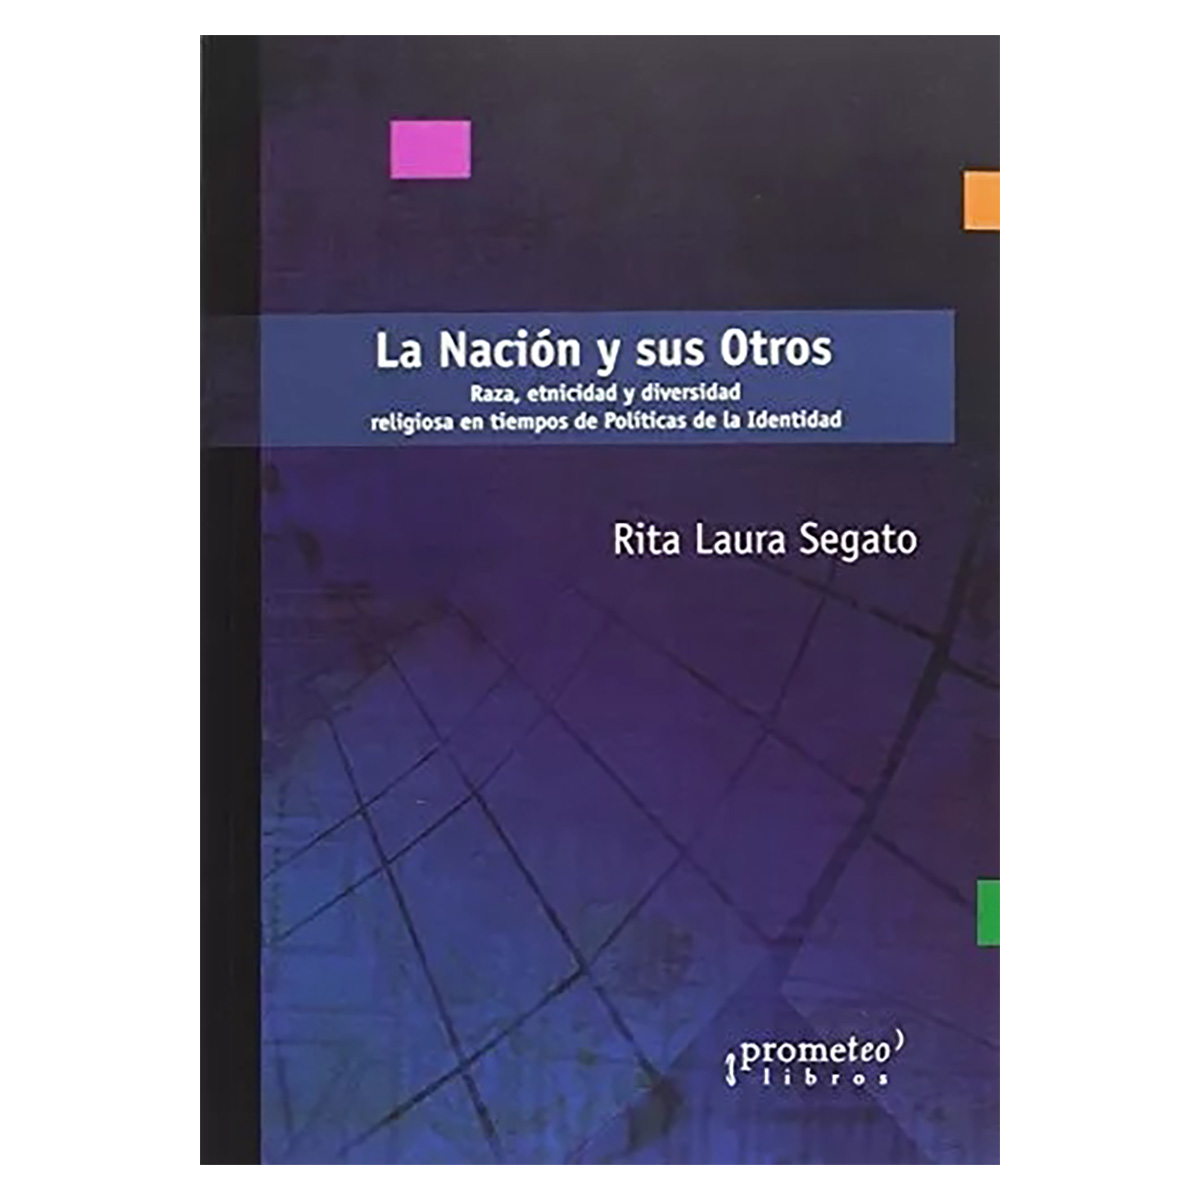 La Nación y sus Otros
Raza, etnicidad y diversidad
religiosa en tiempos de Políticas de la Identidad
Rita Laura Segato
prometeo
libros